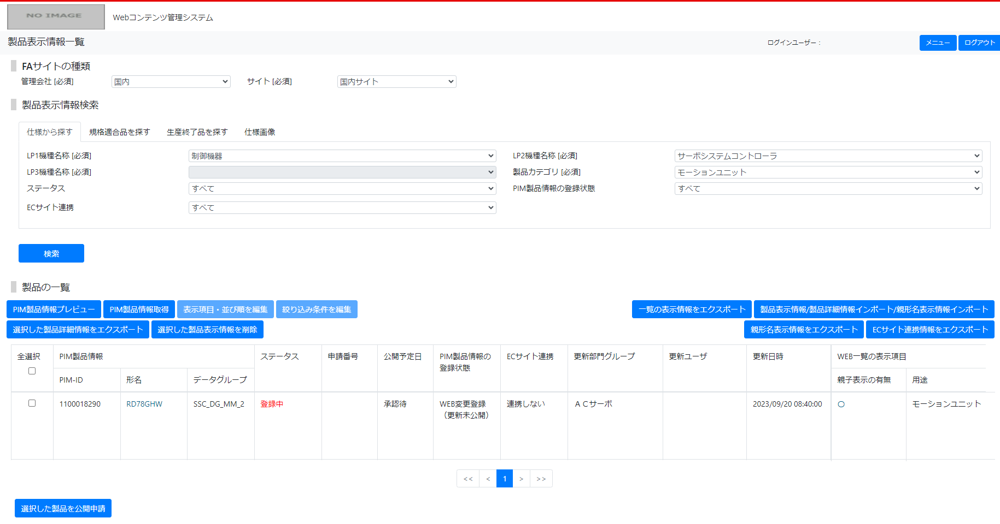 NO IMAGE
Webコンテンツ管理システム
製品表示情報一覧
ログインユーザー :
メニュー
ログアウト
FAサイトの種類
管理会社 [必須]
国内
サイト [必須]
国内サイト
製品表示情報検索
仕様から探す
規格適合品を探す
生産終了品を探す
仕様画像
LP1機種名称 [必須]
制御機器
LP2機種名称 [必須]
サーボシステムコントローラ
LP3機種名称 [必須]
製品カテゴリ [必須]
モーションユニット
ステータス
すべて
PIM製品情報の登録状態
すべて
ECサイト連携
すべて
検索
製品の一覧
PIM製品情報プレビュー
PIM製品情報取得
表示項目・並び順を編集
絞り込み条件を編集
一覧の表示情報をエクスポート
製品表示情報/製品詳細情報インポート/親形名表示情報インポート
選択した製品詳細情報をエクスポート
選択した製品表示情報を削除
親形名表示情報をエクスポート
ECサイト連携情報をエクスポート
全選択
PIM製品情報
ステータス
申請番号
公開予定日
PIM製品情報の
登録状態
ECサイト連携
更新部門グループ
更新ユーザ
更新日時
WEB一覧の表示項目
PIM-ID
形名
データグループ
親子表示の有無
用途
1100018290
RD78GHW
SSC_DG_MM_2
登録中
承認待
WEB変更登録
（更新未公開）
連携しない
ＡＣサーボ
2023/09/20 08:40:00
○
モーションユニット
<<
<
1
>
>>
選択した製品を公開申請